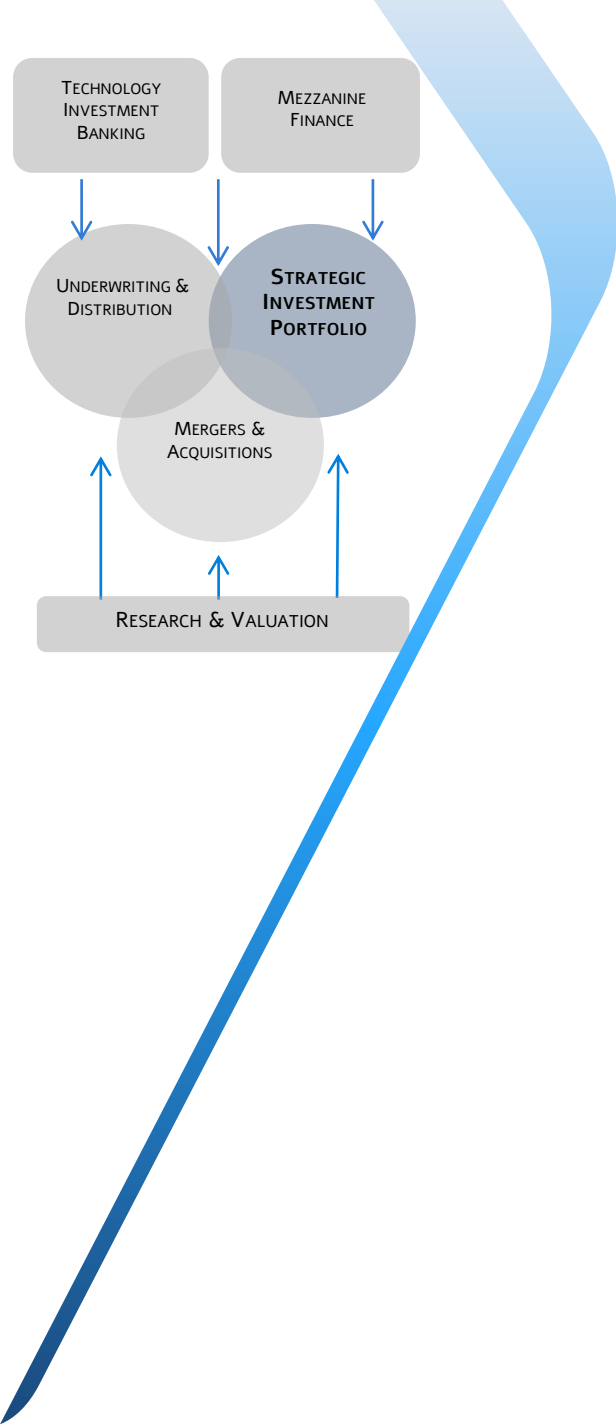 Technology
Investment
Banking
Mezzanine
Finance
Underwriting &
Distribution
Strategic
Investment
Portfolio
Mergers &
Acquisitions
Research & Valuation